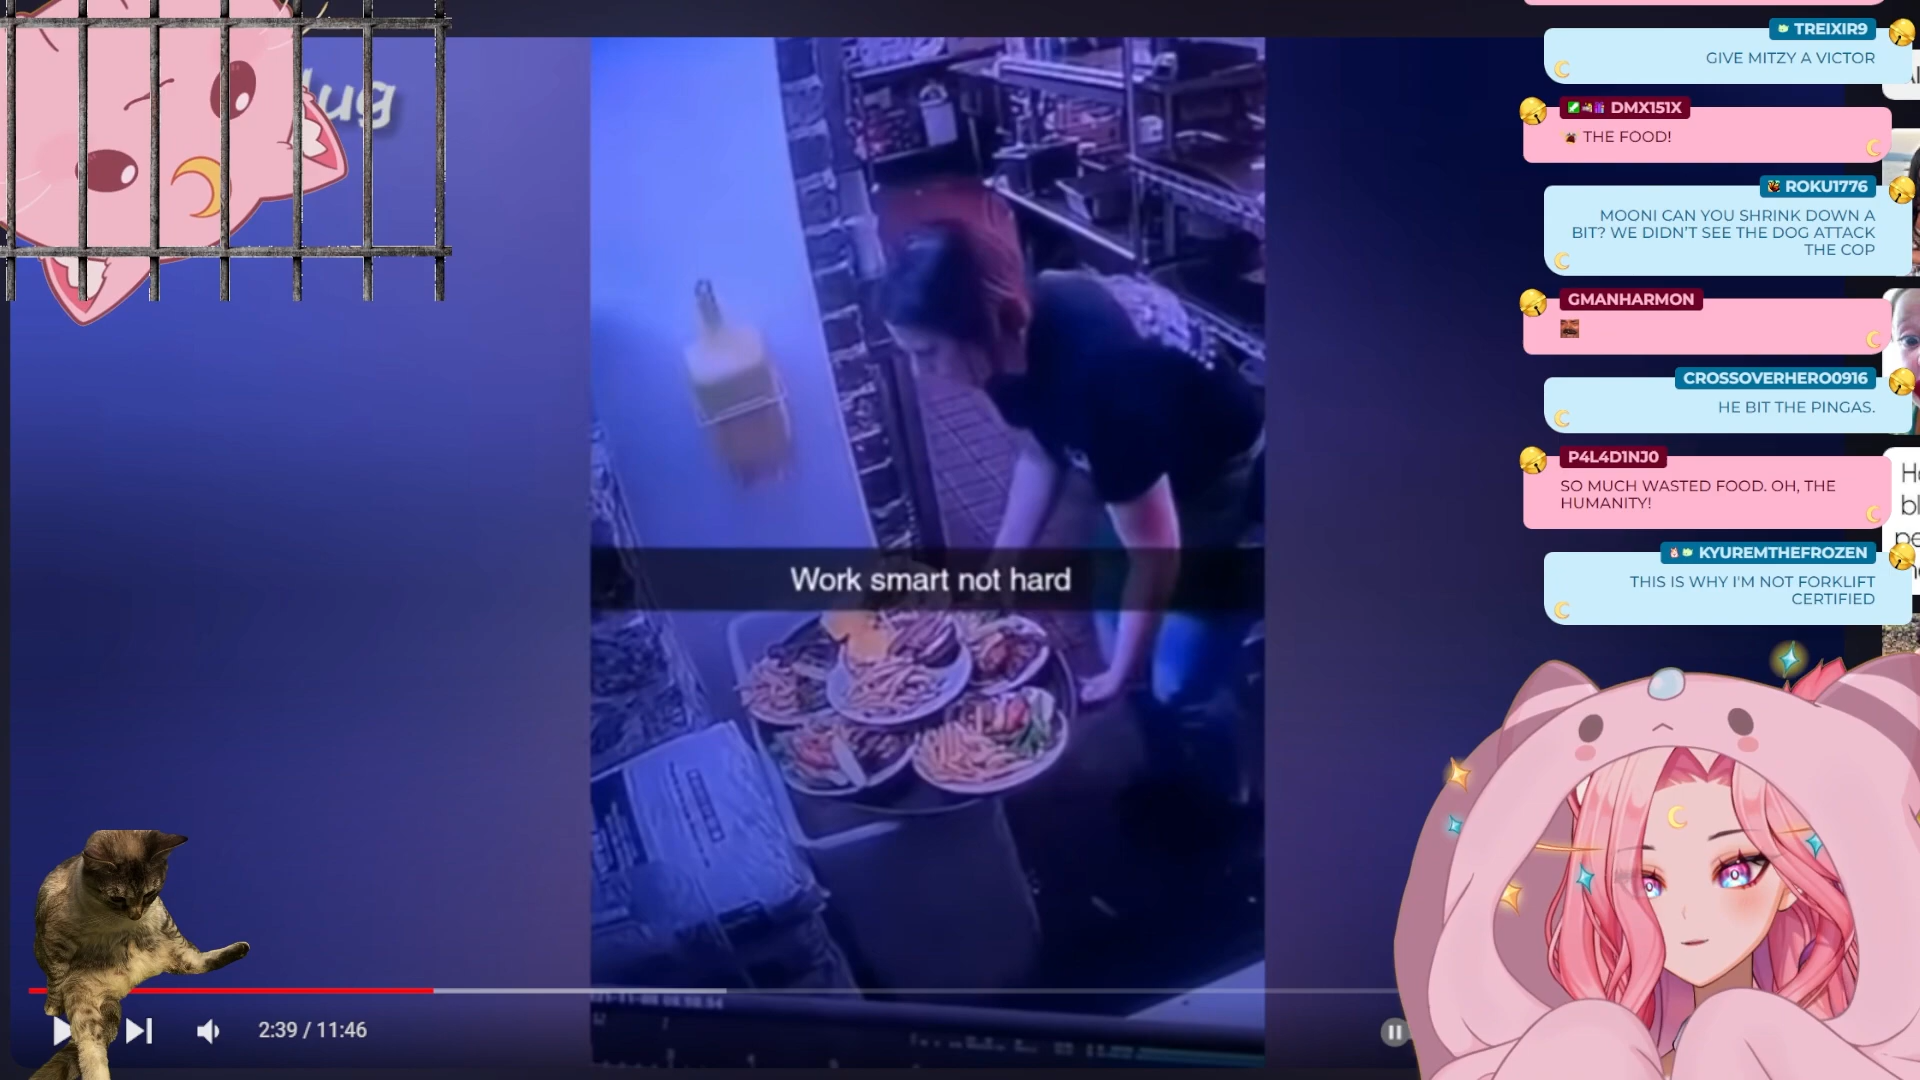 ug
Work smart not hard
2:39 / 11:46
TREIXIR9
GIVE MITZY A VICTOR
DMX151X
THE FOOD!
ROKU1776
MOONI CAN YOU SHRINK DOWN A
BIT? WE DIDN'T SEE THE DOG ATTACK
THE COP
GMANHARMON
CROSSOVERHERO0916
HE BIT THE PINGAS.
P4L4D1NJ0
SO MUCH WASTED FOOD. OH, THE
HUMANITY!
KYUREMTHEFROZEN
THIS IS WHY I'M NOT FORKLIFT
CERTIFIED